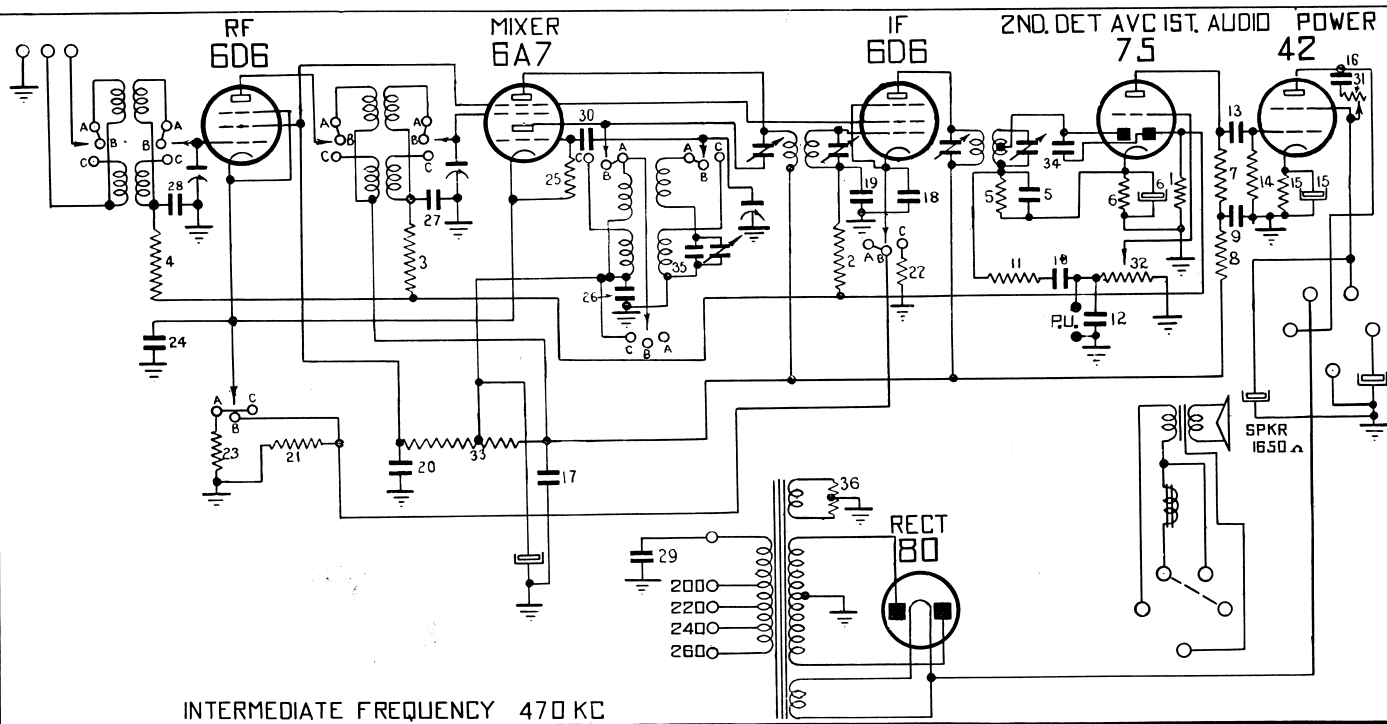 RF
6D6
MIXER
6A7
IF
6D6
2ND. DET AVC 1ST. AUDIO
75
POWER
42
16
31
A
B
C
A
B
C
28
A
B
C
A
B
C
27
30
25
A
B
C
A
B
C
35
26
C
B
A
19
18
34
5
5
6
6
1
13
7
14
15
15
9
8
4
3
2
A
B
C
22
11
18
32
P.U.
12
24
A
B
C
23
21
20
33
17
SPKR
1650 Ω
36
29
200
220
240
260
RECT
80
INTERMEDIATE FREQUENCY 470 KC